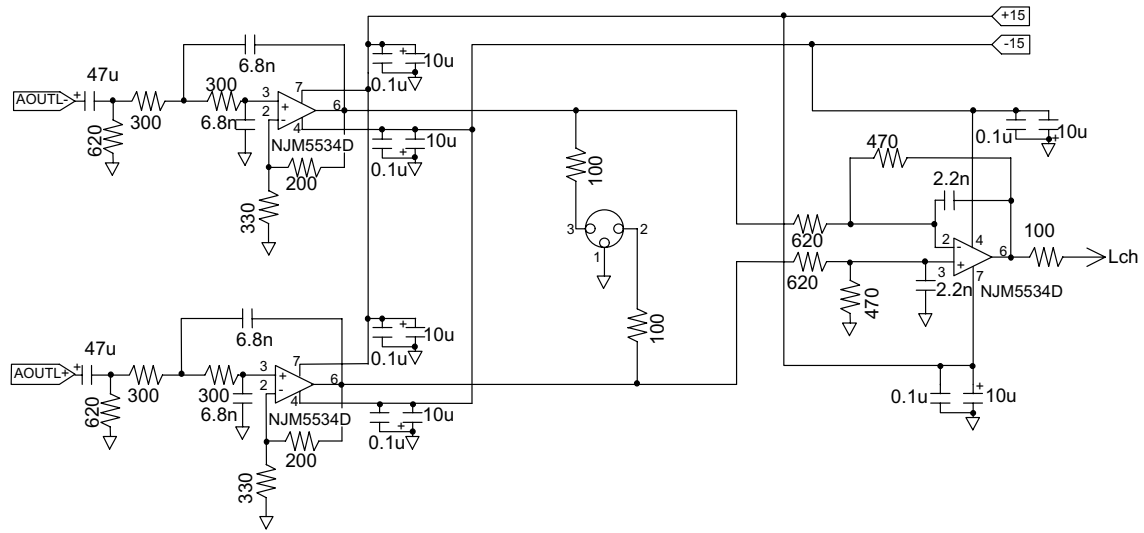 +15
-15
6.8n
10u
0.1u
47u
300
7
AOUTL-
3
6
300
6.8n
2
4
620
NJM5534D
10u
0.1u
200
330
100
3
2
1
470
2.2n
0.1u
10u
620
2
4
100
6
Lch
620
3
7
2.2n
NJM5534D
470
100
6.8n
10u
0.1u
47u
7
AOUTL+
3
6
300
300
2
4
620
6.8n
NJM5534D
10u
0.1u
200
330
0.1u
10u
+
+
+
+
+
+
+
+
+
-
+
-
-
+